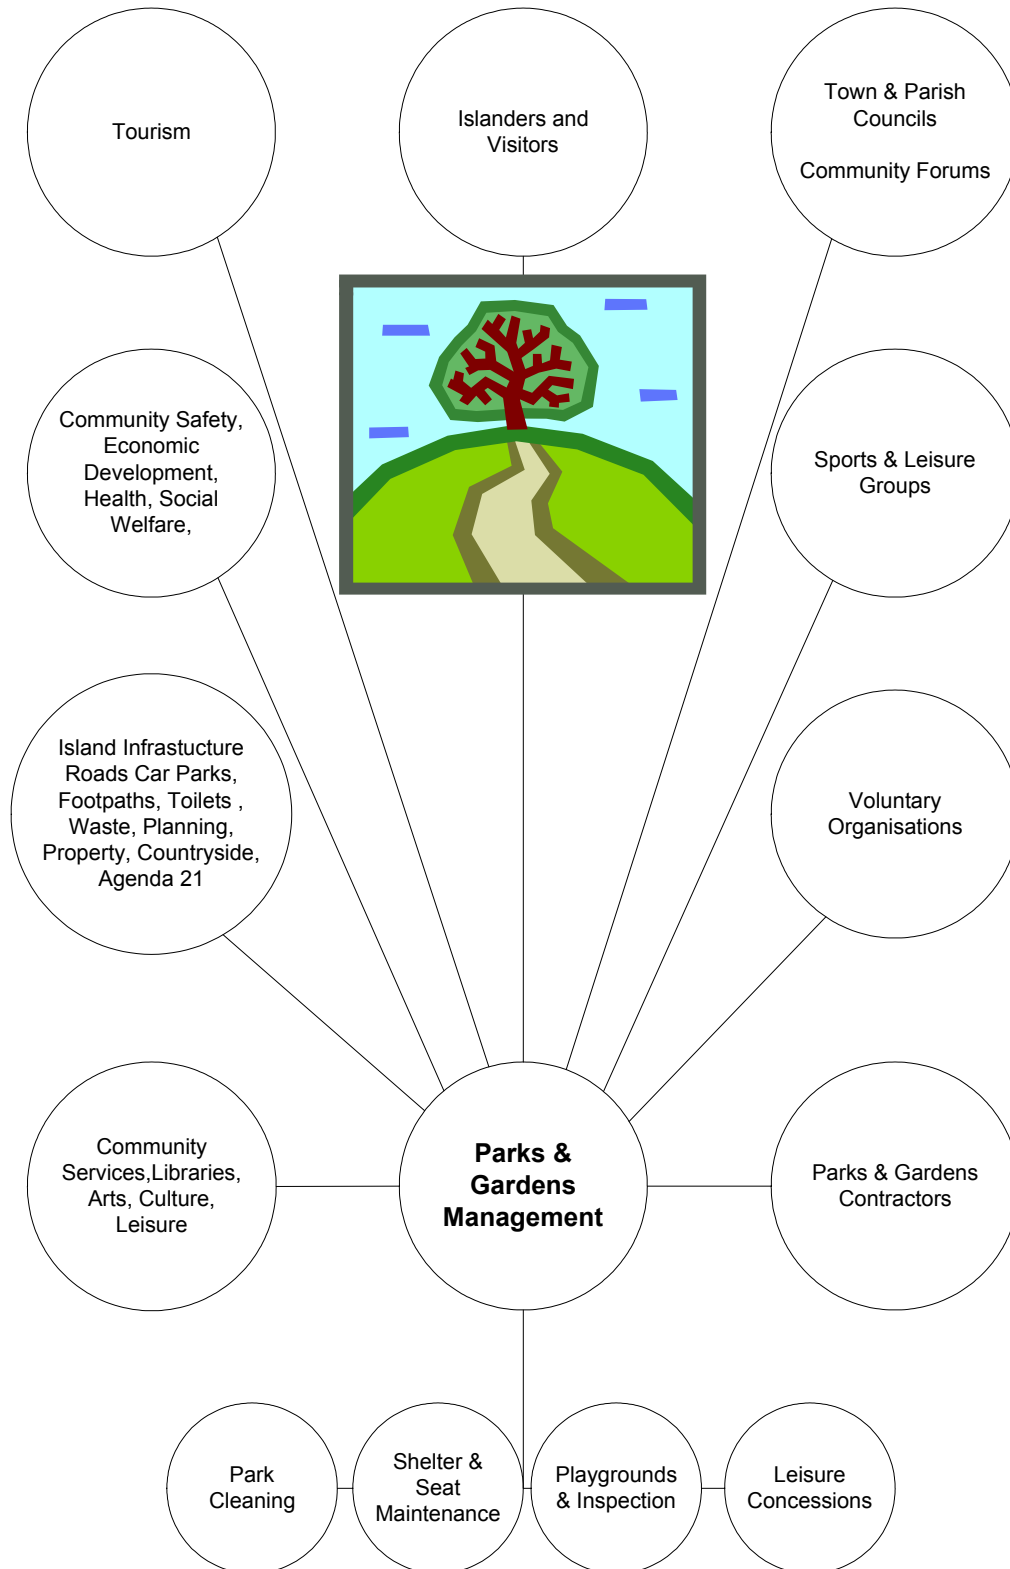 Tourism
Islanders and
Visitors
Town & Parish
Councils
Community Forums
Community Safety,
Economic
Development,
Health, Social
Welfare,
Sports & Leisure
Groups
Island Infrastucture
Roads Car Parks,
Footpaths, Toilets ,
Waste, Planning,
Property, Countryside,
Agenda 21
Voluntary
Organisations
Community
Services,Libraries,
Arts, Culture,
Leisure
Parks &
Gardens
Management
Parks & Gardens
Contractors
Park
Cleaning
Shelter &
Seat
Maintenance
Playgrounds
& Inspection
Leisure
Concessions